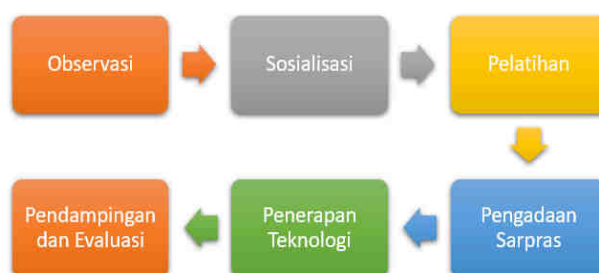 Observasi
Sosialisasi
Pelatihan
Pengadaan
Sarpras
Penerapan
Teknologi
Pendampingan
dan Evaluasi